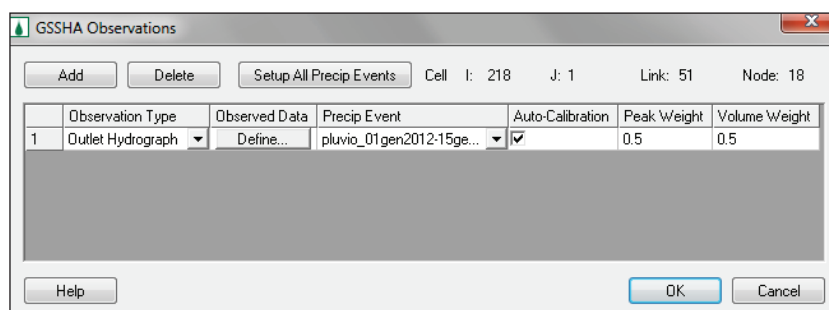 GSSHA Observations
Add Delete Setup All Precip Events Cell I: 218 J: 1 Link: 51 Node: 18
Observation Type Observed Data Precip Event Auto-Calibration Peak Weight Volume Weight
1 Outlet Hydrograph Define... pluvio_01gen2012-15ge... 0.5 0.5
Help OK Cancel